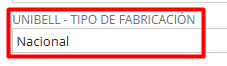 UNIBELL - TIPO DE FABRICACIÓN
Nacional